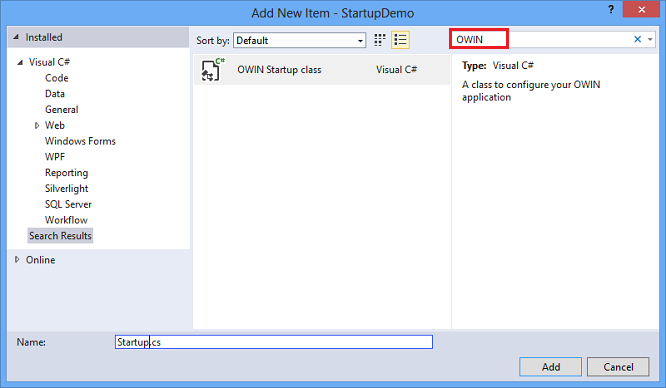 Add New Item - StartupDemo
?
Installed
Sort by: Default
OWIN
Visual C#
Code
Data
General
Web
Windows Forms
WPF
Reporting
Silverlight
SQL Server
Workflow
Search Results
Online
C#
OWIN Startup class Visual C#
Type: Visual C#
A class to configure your OWIN
application
Name: Startup.cs
Add Cancel